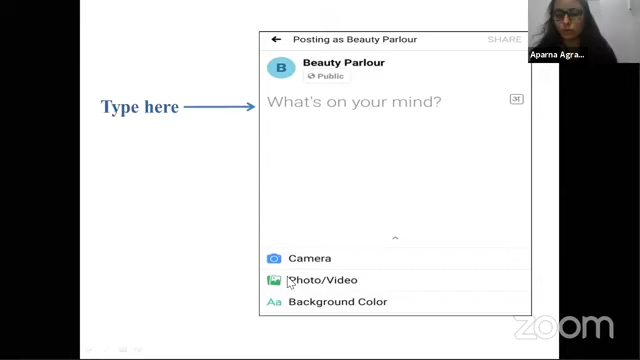 Posting as Beauty Parlour
SHARE
Aparna Agra...
B
Beauty Parlour
Public
Type here
What's on your mind?
अ
Camera
Photo/Video
Aa Background Color
zoom